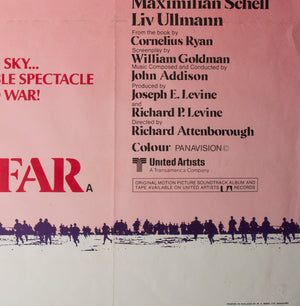 Maximilian Schell
Liv Ullmann
From the book by
Cornelius Ryan
Screenplay by
William Goldman
Music Composed and Conducted by
John Addison
Produced by
Joseph E. Levine
and
Richard P. Levine
Directed by
Richard Attenborough
Colour PANAVISION©
United Artists
A Transamerica Company
ORIGINAL MOTION PICTURE SOUNDTRACK ALBUM AND
TAPE AVAILABLE ON UNITED ARTISTS UA RECORDS
SKY...
BLE SPECTACLE
WAR!
FAR A